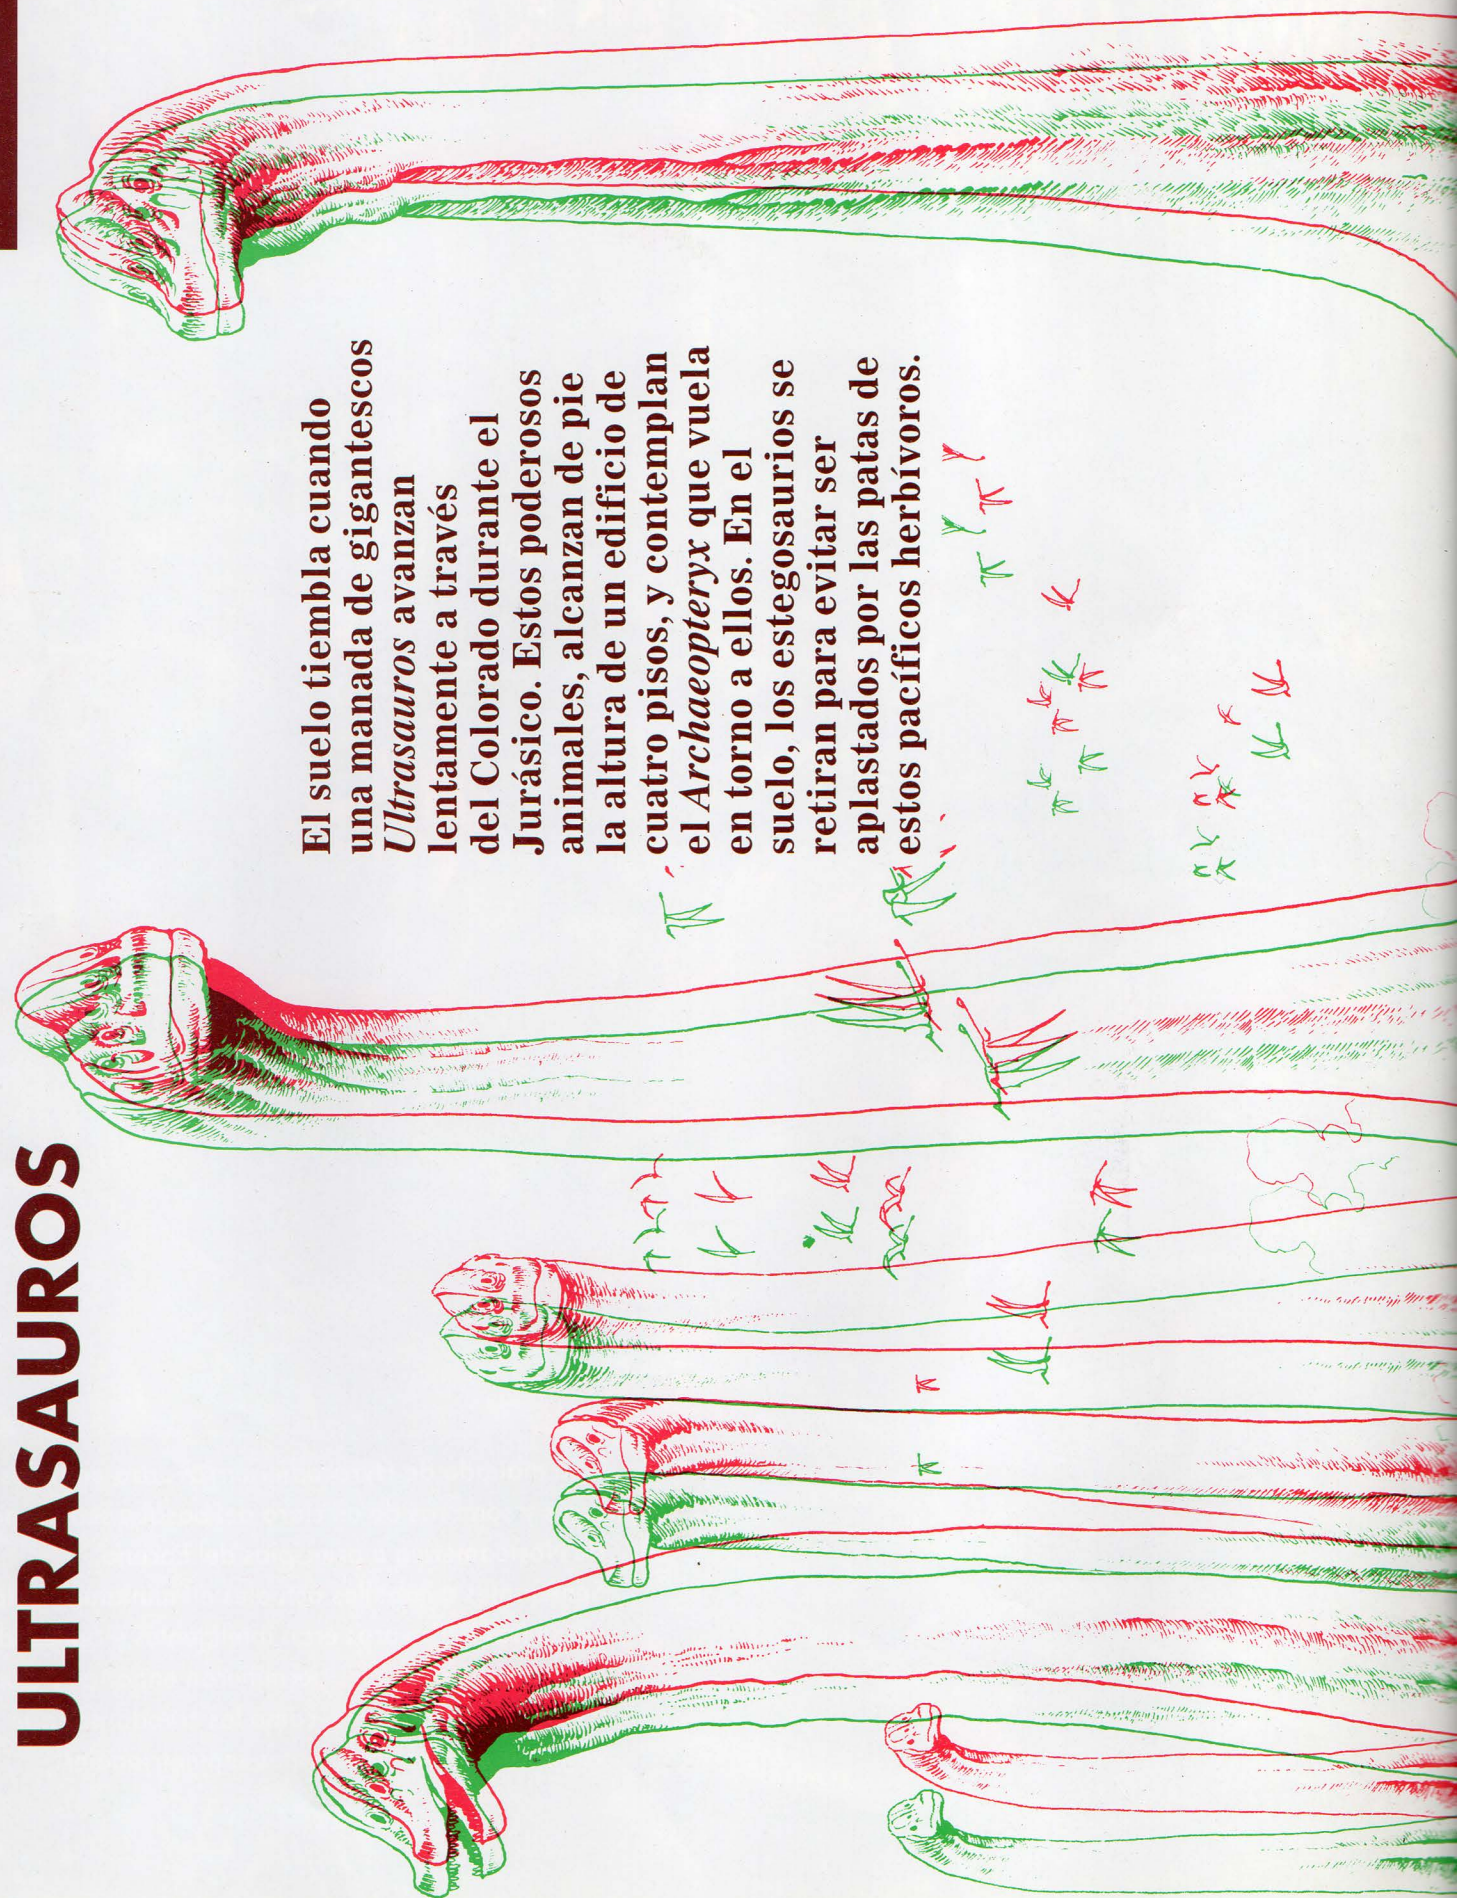 ULTRASAUROS
El suelo tiembla cuando
una manada de gigantescos
Ultrasauros avanzan
lentamente a través
del Colorado durante el
Jurásico. Estos poderosos
animales, alcanzan de pie
la altura de un edificio de
cuatro pisos, y contemplan
el Archaeopteryx que vuela
en torno a ellos. En el
suelo, los estegosaurios se
retiran para evitar ser
aplastados por las patas de
estos pacíficos herbívoros.